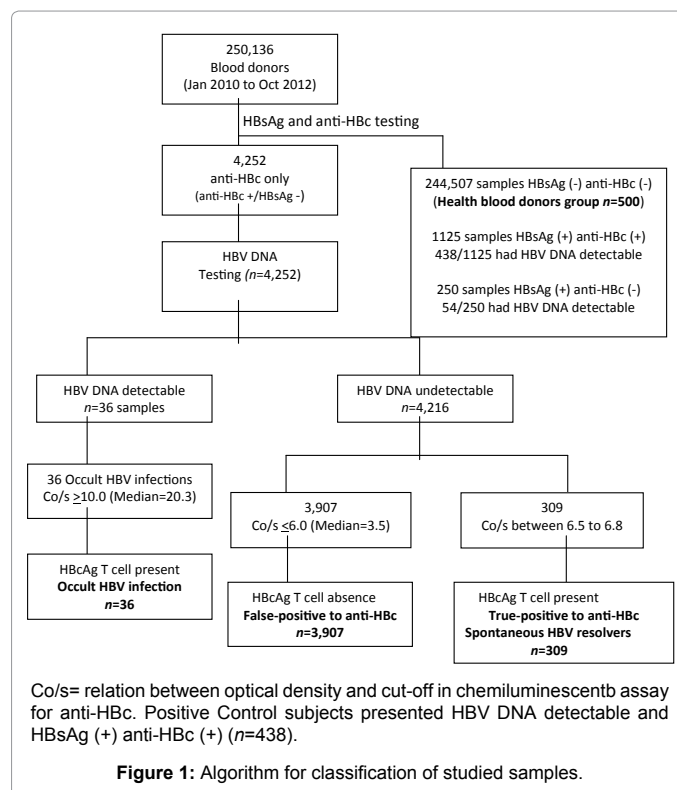 250,136
Blood donors
(Jan 2010 to Oct 2012)
HBsAg and anti-HBc testing
4,252
anti-HBc only
(anti-HBc +/HBsAg -)
244,507 samples HBsAg (-) anti-HBc (-)
(Health blood donors group n=500)
1125 samples HBsAg (+) anti-HBc (+)
438/1125 had HBV DNA detectable
250 samples HBsAg (+) anti-HBc (-)
54/250 had HBV DNA detectable
HBV DNA
Testing (n=4,252)
HBV DNA detectable
n=36 samples
HBV DNA undetectable
n=4,216
36 Occult HBV infections
Co/s >10.0 (Median=20.3)
3,907
Co/s <6.0 (Median=3.5)
309
Co/s between 6.5 to 6.8
HBcAg T cell present
Occult HBV infection
n=36
HBcAg T cell absence
False-positive to anti-HBc
n=3,907
HBcAg T cell present
True-positive to anti-HBc
Spontaneous HBV resolvers
n=309
Co/s= relation between optical density and cut-off in chemiluminescentb assay
for anti-HBc. Positive Control subjects presented HBV DNA detectable and
HBsAg (+) anti-HBc (+) (n=438).
Figure 1: Algorithm for classification of studied samples.